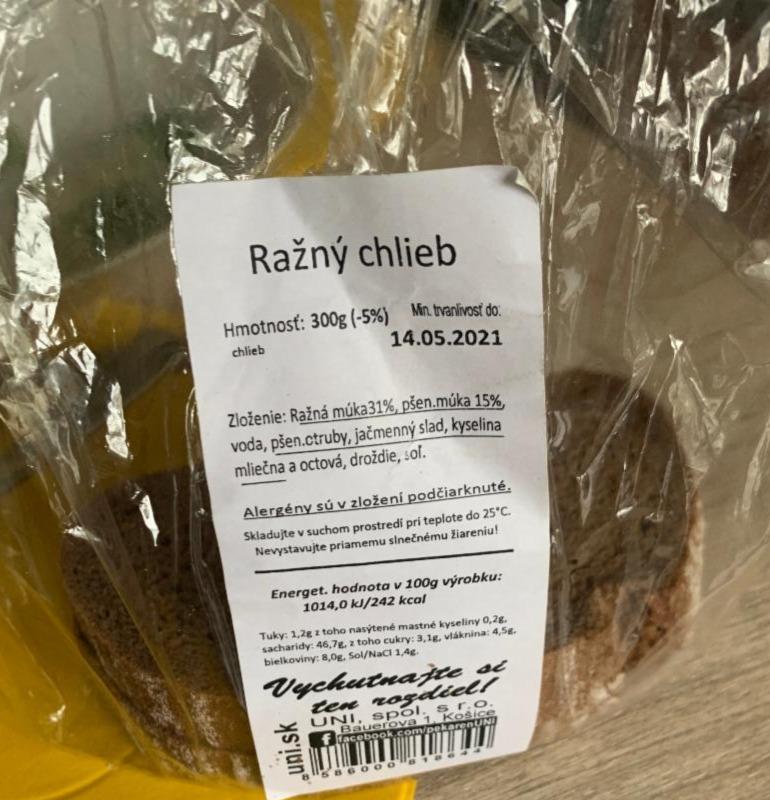 Ražný chlieb
Hmotnosť: 300g (-5%) Min. trvanlivosť do:
chlieb 14.05.2021
Zloženie: Ražná múka31%, pšen.múka 15%,
voda, pšen.otruby, jačmenný slad, kyselina
mliečna a octová, droždie, soľ.
Alergény sú v zložení podčiarknuté.
Skladujte v suchom prostredí pri teplote do 25°C.
Nevystavujte priamemu slnečnému žiareniu!
Energet. hodnota v 100g výrobku:
1014,0 kJ/242 kcal
Tuky: 1,2g z toho nasýtené mastné kyseliny 0,2g,
sacharidy: 46,7g, z toho cukry: 3,1g, vláknina: 4,5g,
bielkoviny: 8,0g, Soľ/NaCl 1,4g.
Vychutnajte si
ten rozdiel!
uni.sk
UNI, spol. s r.o.
Bauerova 1, Košice
f facebook.com/pekarenUNI
8 586000 818644